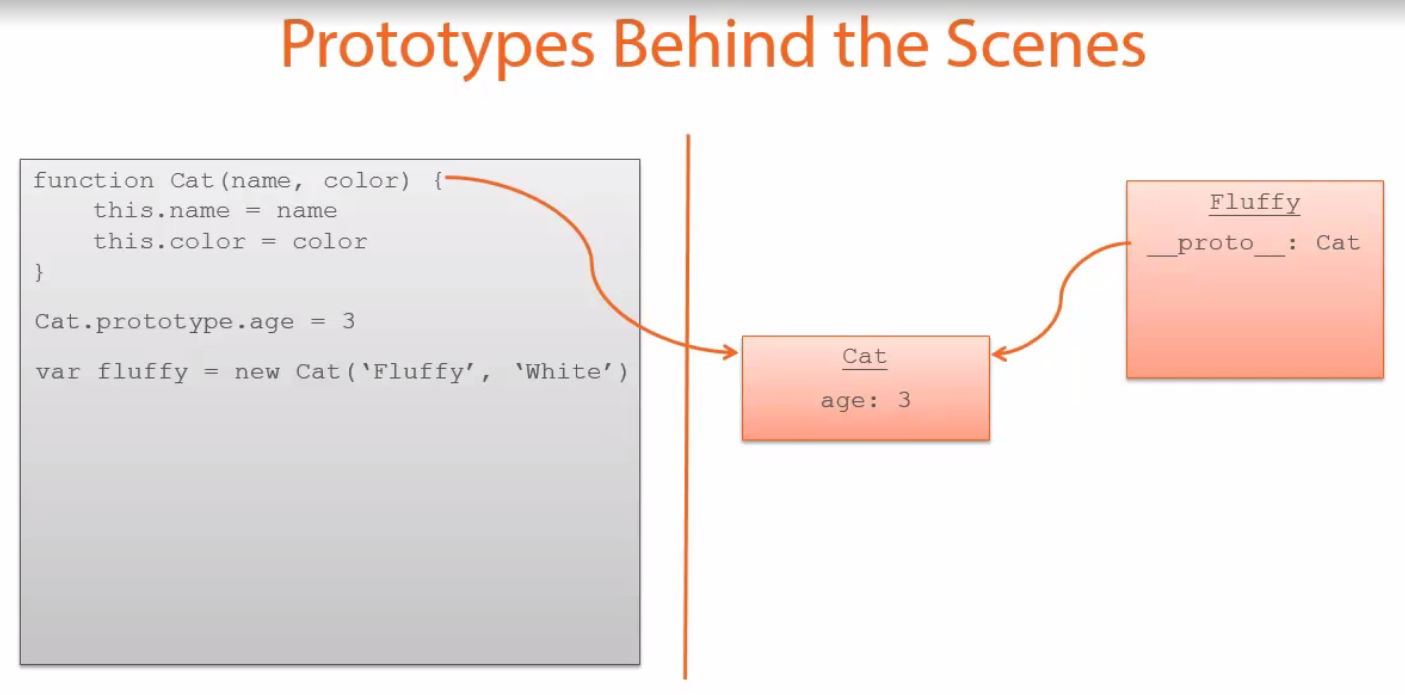 Prototypes Behind the Scenes
function Cat(name, color) {
this.name = name
this.color = color
}
Cat.prototype.age = 3
var fluffy = new Cat(‘Fluffy’, ‘White’)
Cat
age: 3
Fluffy
__proto__: Cat